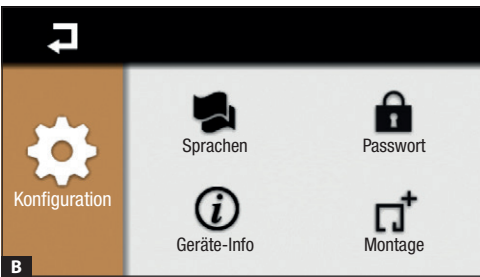 Konfiguration
Sprachen
Passwort
Geräte-Info
Montage
B